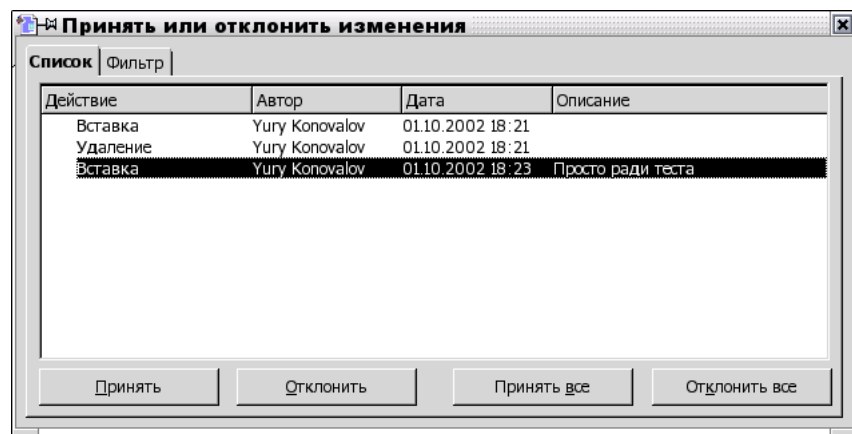 Принять или отклонить изменения
Список Фильтр
Действие Автор Дата Описание
Вставка Yury Konovalov 01.10.2002 18:21
Удаление Yury Konovalov 01.10.2002 18:21
Вставка Yury Konovalov 01.10.2002 18:23 Просто ради теста
Принять Отклонить Принять все Отклонить все